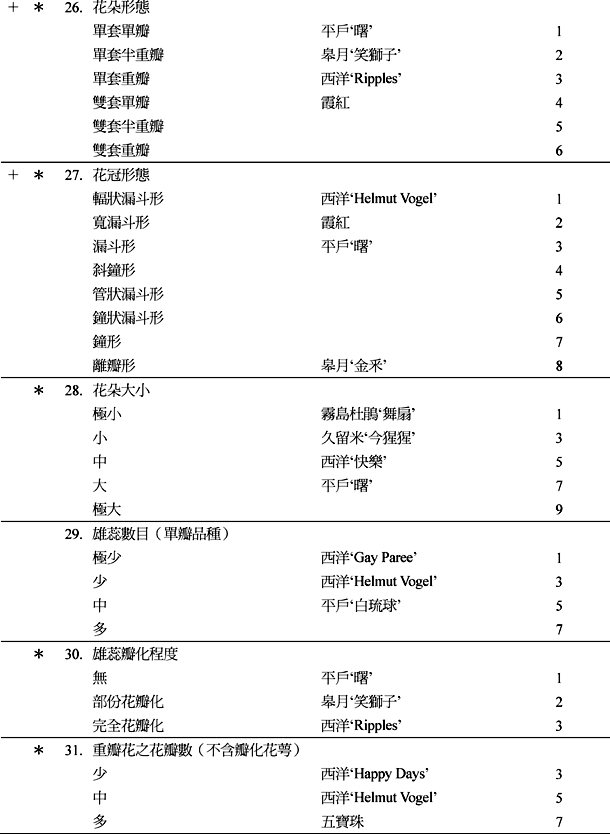 + * 26. 花朵形態
單套單瓣 平戶‘曙’ 1
單套半重瓣 皋月‘笑獅子’ 2
單套重瓣 西洋‘Ripples’ 3
雙套單瓣 霞紅 4
雙套半重瓣 5
雙套重瓣 6
+ * 27. 花冠形態
輻狀漏斗形 西洋‘Helmut Vogel’ 1
寬漏斗形 霞紅 2
漏斗形 平戶‘曙’ 3
斜鐘形 4
管狀漏斗形 5
鐘狀漏斗形 6
鐘形 7
離瓣形 皋月‘金釆’ 8
* 28. 花朵大小
極小 霧島杜鵑‘舞扇’ 1
小 久留米‘今猩猩’ 3
中 西洋‘快樂’ 5
大 平戶‘曙’ 7
極大 9
29. 雄蕊數目（單瓣品種）
極少 西洋‘Gay Paree’ 1
少 西洋‘Helmut Vogel’ 3
中 平戶‘白琉球’ 5
多 7
* 30. 雄蕊瓣化程度
無 平戶‘曙’ 1
部份花瓣化 皋月‘笑獅子’ 2
完全花瓣化 西洋‘Ripples’ 3
* 31. 重瓣花之花瓣數（不含瓣化花萼）
少 西洋‘Happy Days’ 3
中 西洋‘Helmut Vogel’ 5
多 五寶珠 7